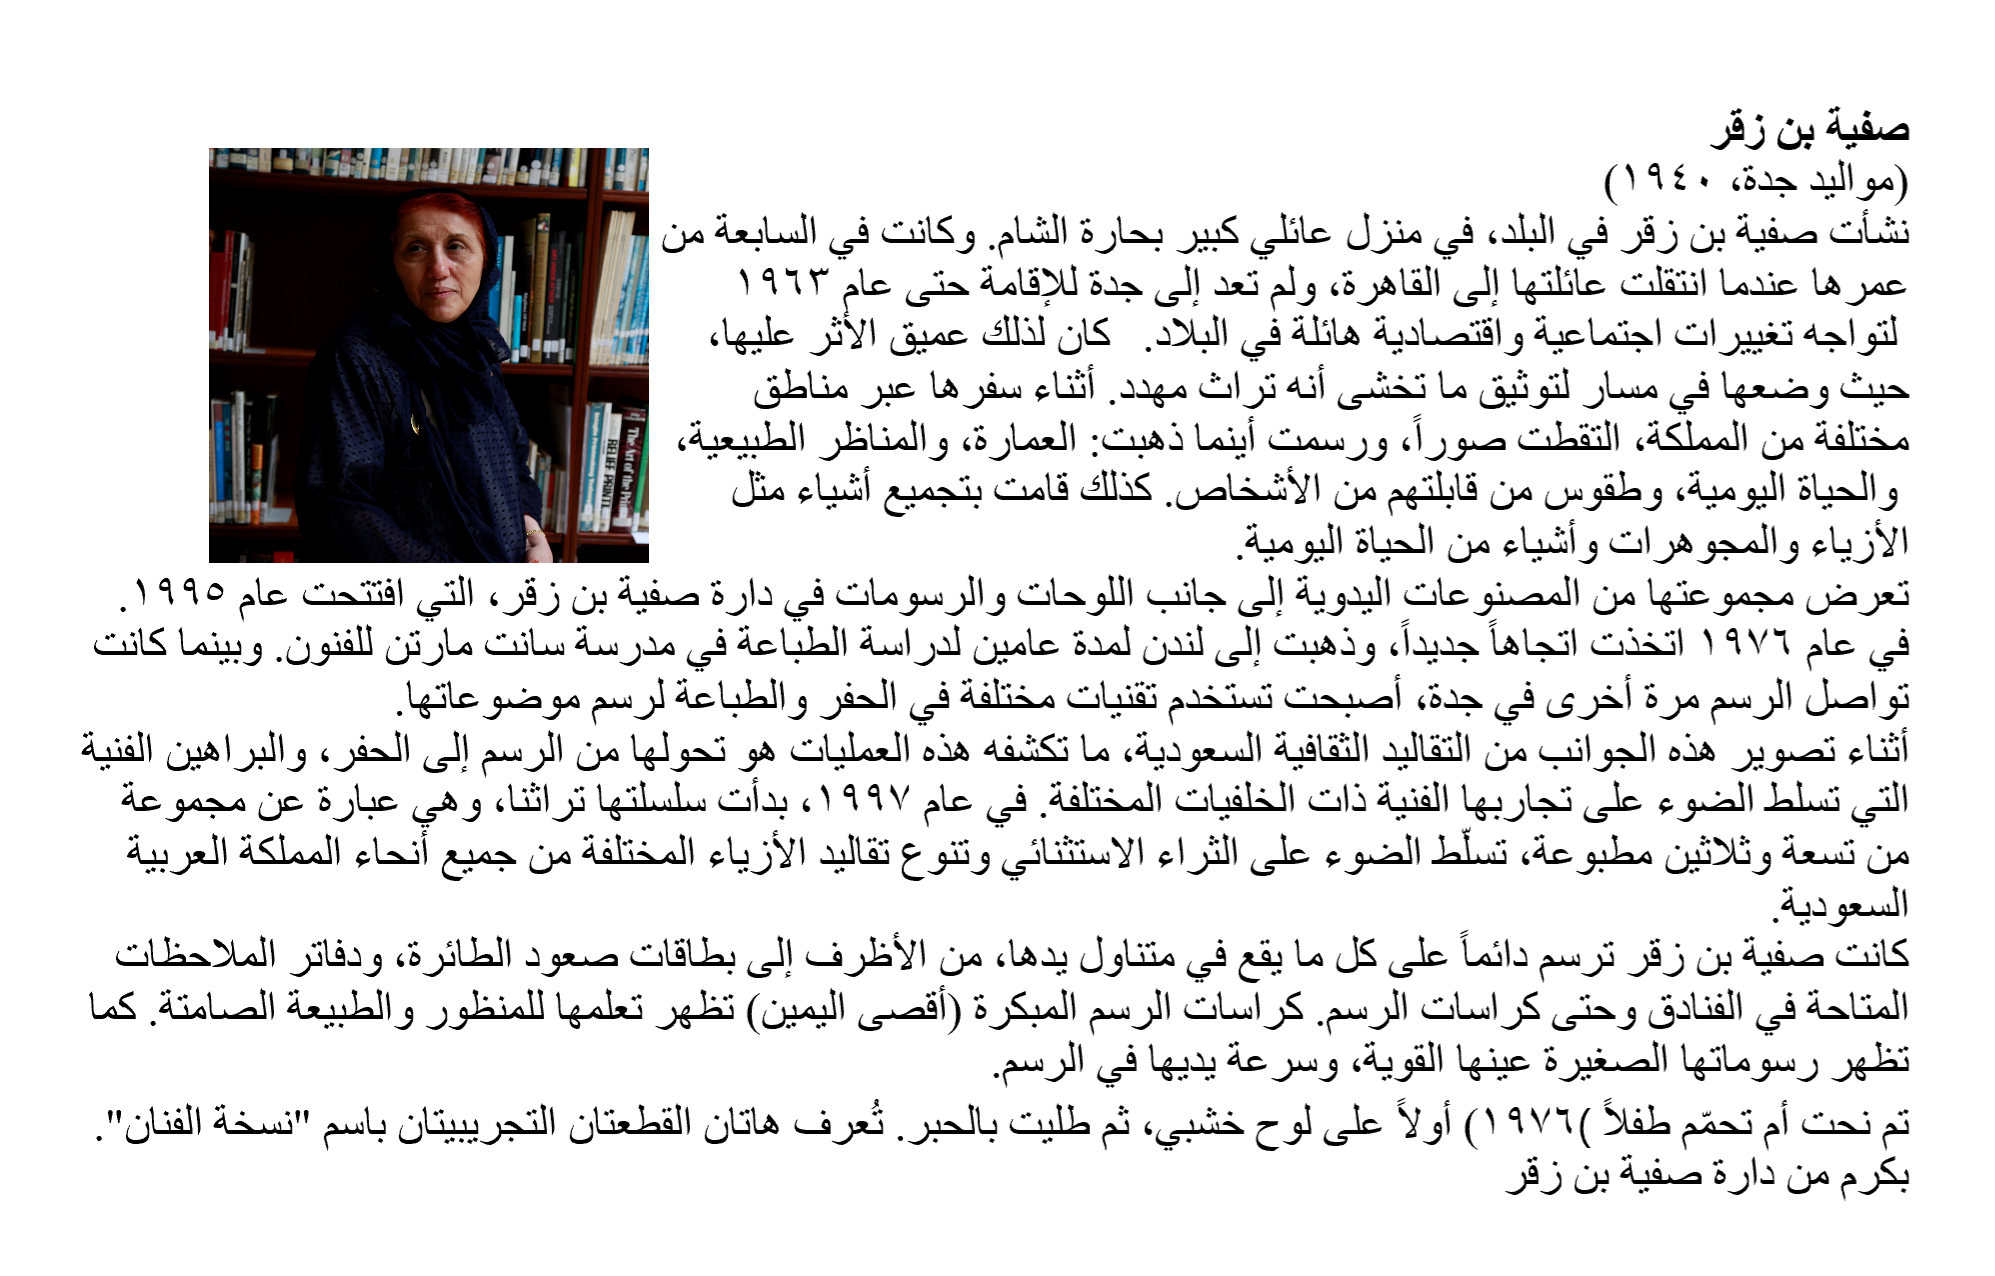 صفية بن زقر
(مواليد جدة، ١٩٤٠)
نشأت صفية بن زقر في البلد، في منزل عائلي كبير بحارة الشام. وكانت في السابعة من
عمرها عندما انتقلت عائلتها إلى القاهرة، ولم تعد إلى جدة للإقامة حتى عام ١٩٦٣
لتواجه تغييرات اجتماعية واقتصادية هائلة في البلاد. كان لذلك عميق الأثر عليها،
حيث وضعها في مسار لتوثيق ما تخشى أنه تراث مهدد. أثناء سفرها عبر مناطق
مختلفة من المملكة، التقطت صوراً، ورسمت أينما ذهبت: العمارة، والمناظر الطبيعية،
والحياة اليومية، وطقوس من قابلتهم من الأشخاص. كذلك قامت بتجميع أشياء مثل
الأزياء والمجوهرات وأشياء من الحياة اليومية.
تعرض مجموعتها من المصنوعات اليدوية إلى جانب اللوحات والرسومات في دارة صفية بن زقر، التي افتتحت عام ١٩٩٥.
في عام ١٩٧٦ اتخذت اتجاهاً جديداً، وذهبت إلى لندن لمدة عامين لدراسة الطباعة في مدرسة سانت مارتن للفنون. وبينما كانت
تواصل الرسم مرة أخرى في جدة، أصبحت تستخدم تقنيات مختلفة في الحفر والطباعة لرسم موضوعاتها.
أثناء تصوير هذه الجوانب من التقاليد الثقافية السعودية، ما تكشفه هذه العمليات هو تحولها من الرسم إلى الحفر، والبراهين الفنية
التي تسلط الضوء على تجاربها الفنية ذات الخلفيات المختلفة. في عام ١٩٩٧، بدأت سلسلتها تراثنا، وهي عبارة عن مجموعة
من تسعة وثلاثين مطبوعة، تسلّط الضوء على الثراء الاستثنائي وتنوع تقاليد الأزياء المختلفة من جميع أنحاء المملكة العربية
السعودية.
كانت صفية بن زقر ترسم دائماً على كل ما يقع في متناول يدها، من الأظرف إلى بطاقات صعود الطائرة، ودفاتر الملاحظات
المتاحة في الفنادق وحتى كراسات الرسم. كراسات الرسم المبكرة (أقصى اليمين) تظهر تعلمها للمنظور والطبيعة الصامتة. كما
تظهر رسوماتها الصغيرة عينها القوية، وسرعة يديها في الرسم.
تم نحت أم تحمّم طفلاً )١٩٧٦) أولاً على لوح خشبي، ثم طليت بالحبر. تُعرف هاتان القطعتان التجريبيتان باسم "نسخة الفنان".
بكرم من دارة صفية بن زقر
The Art of the Print
RELIEF PRINT